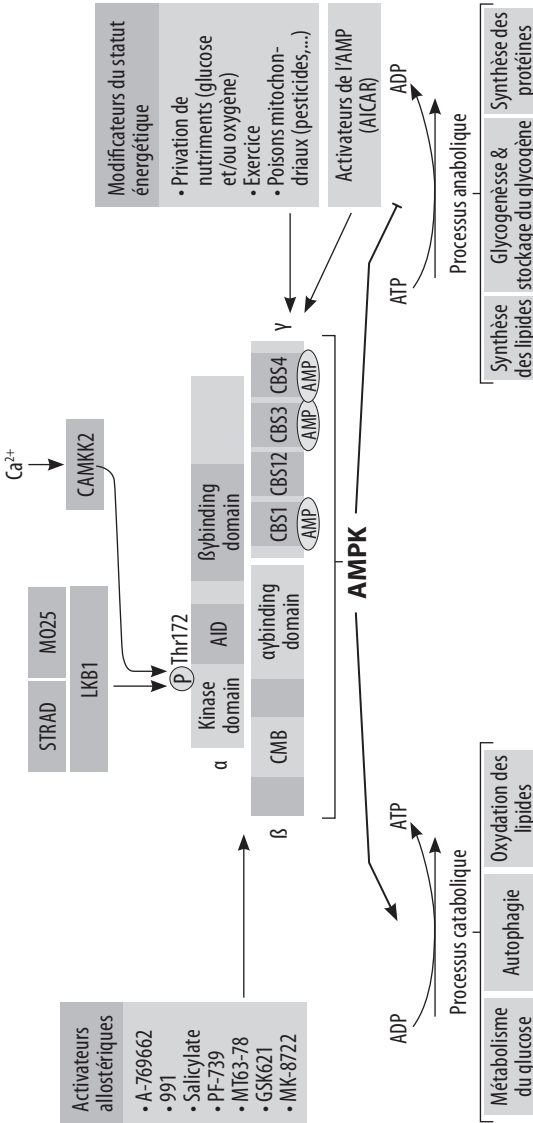 Activateurs
allostériques
• A-769662
• 991
• Salicylate
• PF-739
• MT63-78
• GSK621
• MK-8722
STRAD
MO25
LKB1
Ca²⁺
CAMKK2
P
Thr172
α
Kinase
domain
AID
ßγbinding
domain
ß
CMB
αγbinding
domain
CBS1
CBS12
CBS3
CBS4
AMP
AMP
AMP
γ
Modificateurs du statut
énergétique
• Privation de
nutriments (glucose
et/ou oxygène)
• Exercice
• Poisons mitochon-
driaux (pesticides,...)
Activateurs de l’AMP
(AICAR)
AMPK
ADP
ATP
Processus catabolique
Métabolisme
du glucose
Autophagie
Oxydation des
lipides
ATP
ADP
Processus anabolique
Synthèse
des lipides
Glycogenèsse &
stockage du glycogène
Synthèse des
protéines